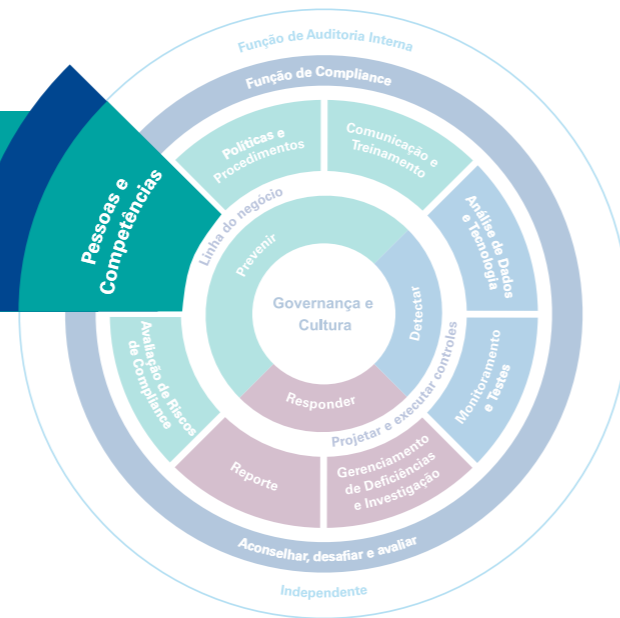 Função de Auditoria Interna
Função de Compliance
Políticas e
Procedimentos
Comunicação e
Treinamento
Pessoas e
Competências
Análise de Dados
e Tecnologia
Linha do negócio
Prevenir
Governança e
Cultura
Detectar
Avaliação de Riscos
de Compliance
Monitoramento
e Testes
Responder
Projetar e executar controles
Reporte
Gerenciamento
de Deficiências
e Investigação
Aconselhar, desafiar e avaliar
Independente